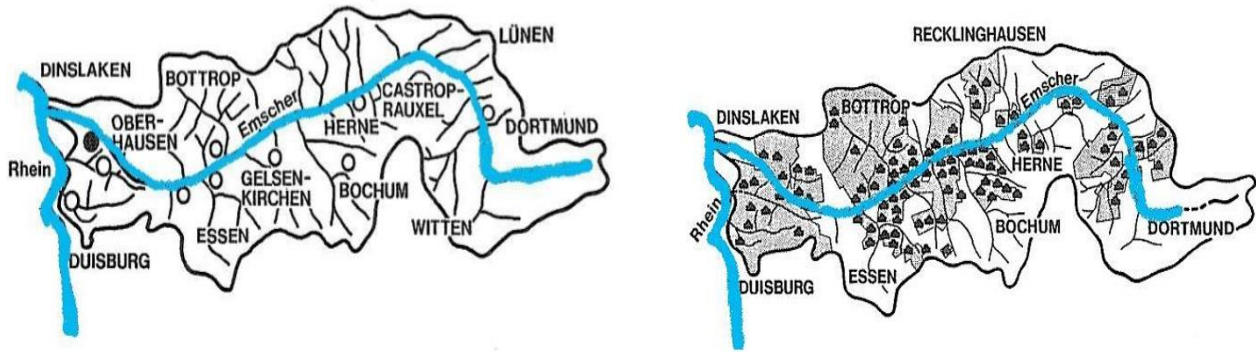 LÜNEN
DINSLAKEN
BOTTROP
Emscher
CASTROP-
RAUXEL
OBER-
HAUSEN
HERNE
DORTMUND
Rhein
GELSEN-
KIRCHEN
BOCHUM
WITTEN
ESSEN
DUISBURG
RECKLINGHAUSEN
Emscher
BOTTROP
DINSLAKEN
HERNE
Rhein
BOCHUM
DORTMUND
ESSEN
DUISBURG